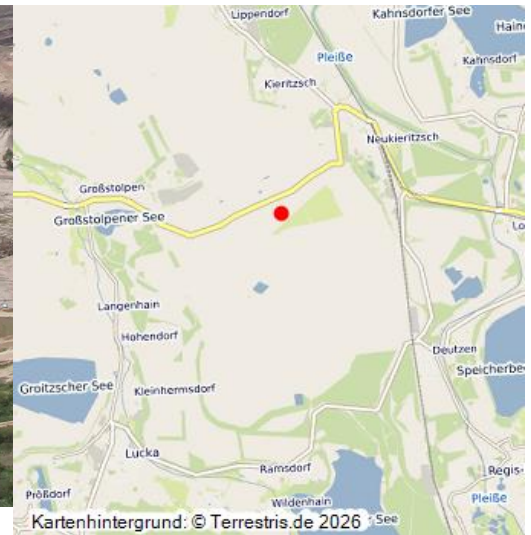 Lippendorf
Kahnsdorfer See
Hain
Pleiße
Kahnsdorf
Kieritzsch
Neukieritzsch
Großstolpen
Großstolpener See
Lo
Langenhain
Hohendorf
Deutzen
Speicherbe
Groitzscher See
Kleinhermsdorf
Lucka
Ramsdorf
Regis-
Prößdorf
Wildenhain
Pleiße
See
Kartenhintergrund: © Terrestris.de 2026